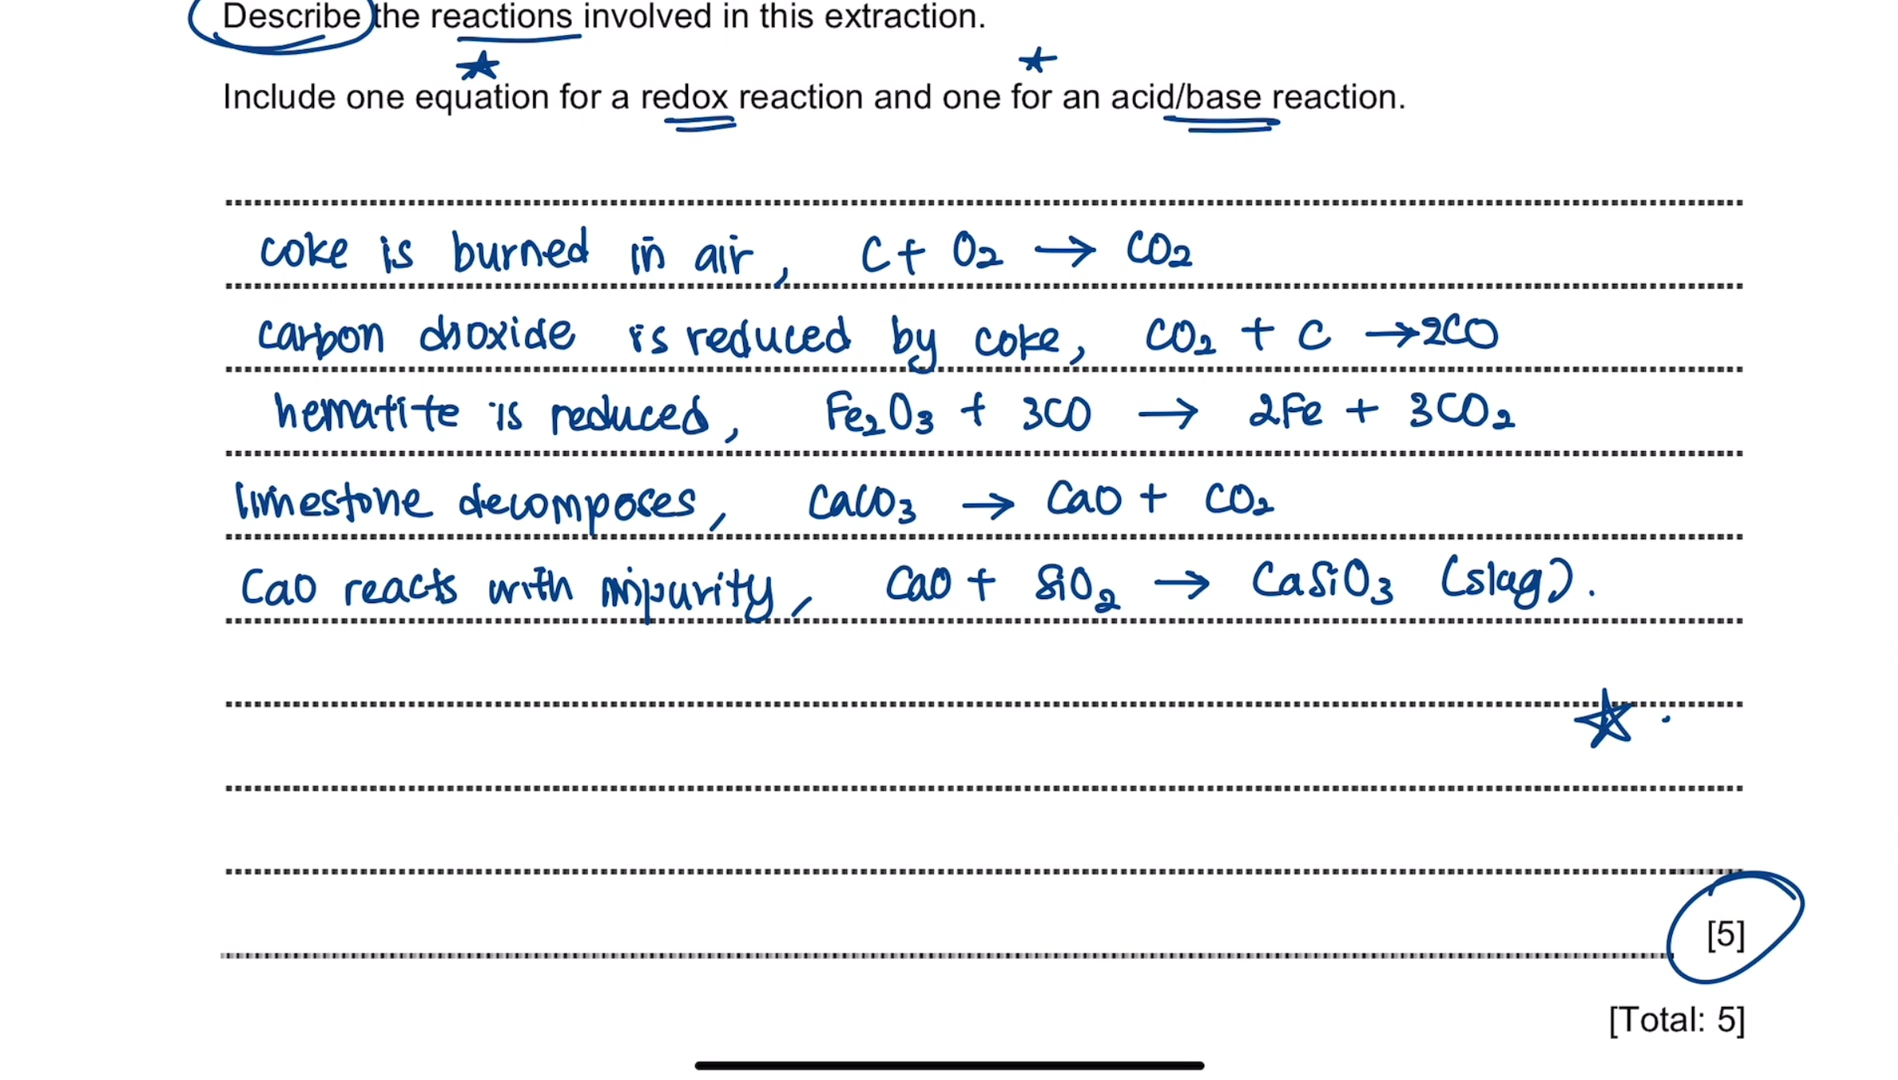 Describe the reactions involved in this extraction.
Include one equation for a redox reaction and one for an acid/base reaction.
coke is burned in air, C + O₂ → CO₂
carbon dioxide is reduced by coke, CO₂ + C → 2CO
hematite is reduced, Fe₂O₃ + 3CO → 2Fe + 3CO₂
limestone decomposes, CaCO₃ → CaO + CO₂
CaO reacts with impurity, CaO + SiO₂ → CaSiO₃ (slag).
[5]
[Total: 5]